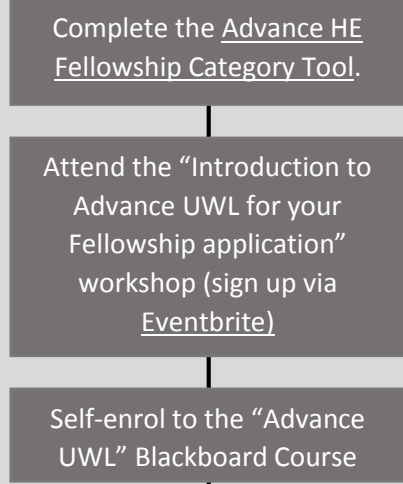 Complete the Advance HE
Fellowship Category Tool.
Attend the “Introduction to
Advance UWL for your
Fellowship application”
workshop (sign up via
Eventbrite)
Self-enrol to the “Advance
UWL” Blackboard Course